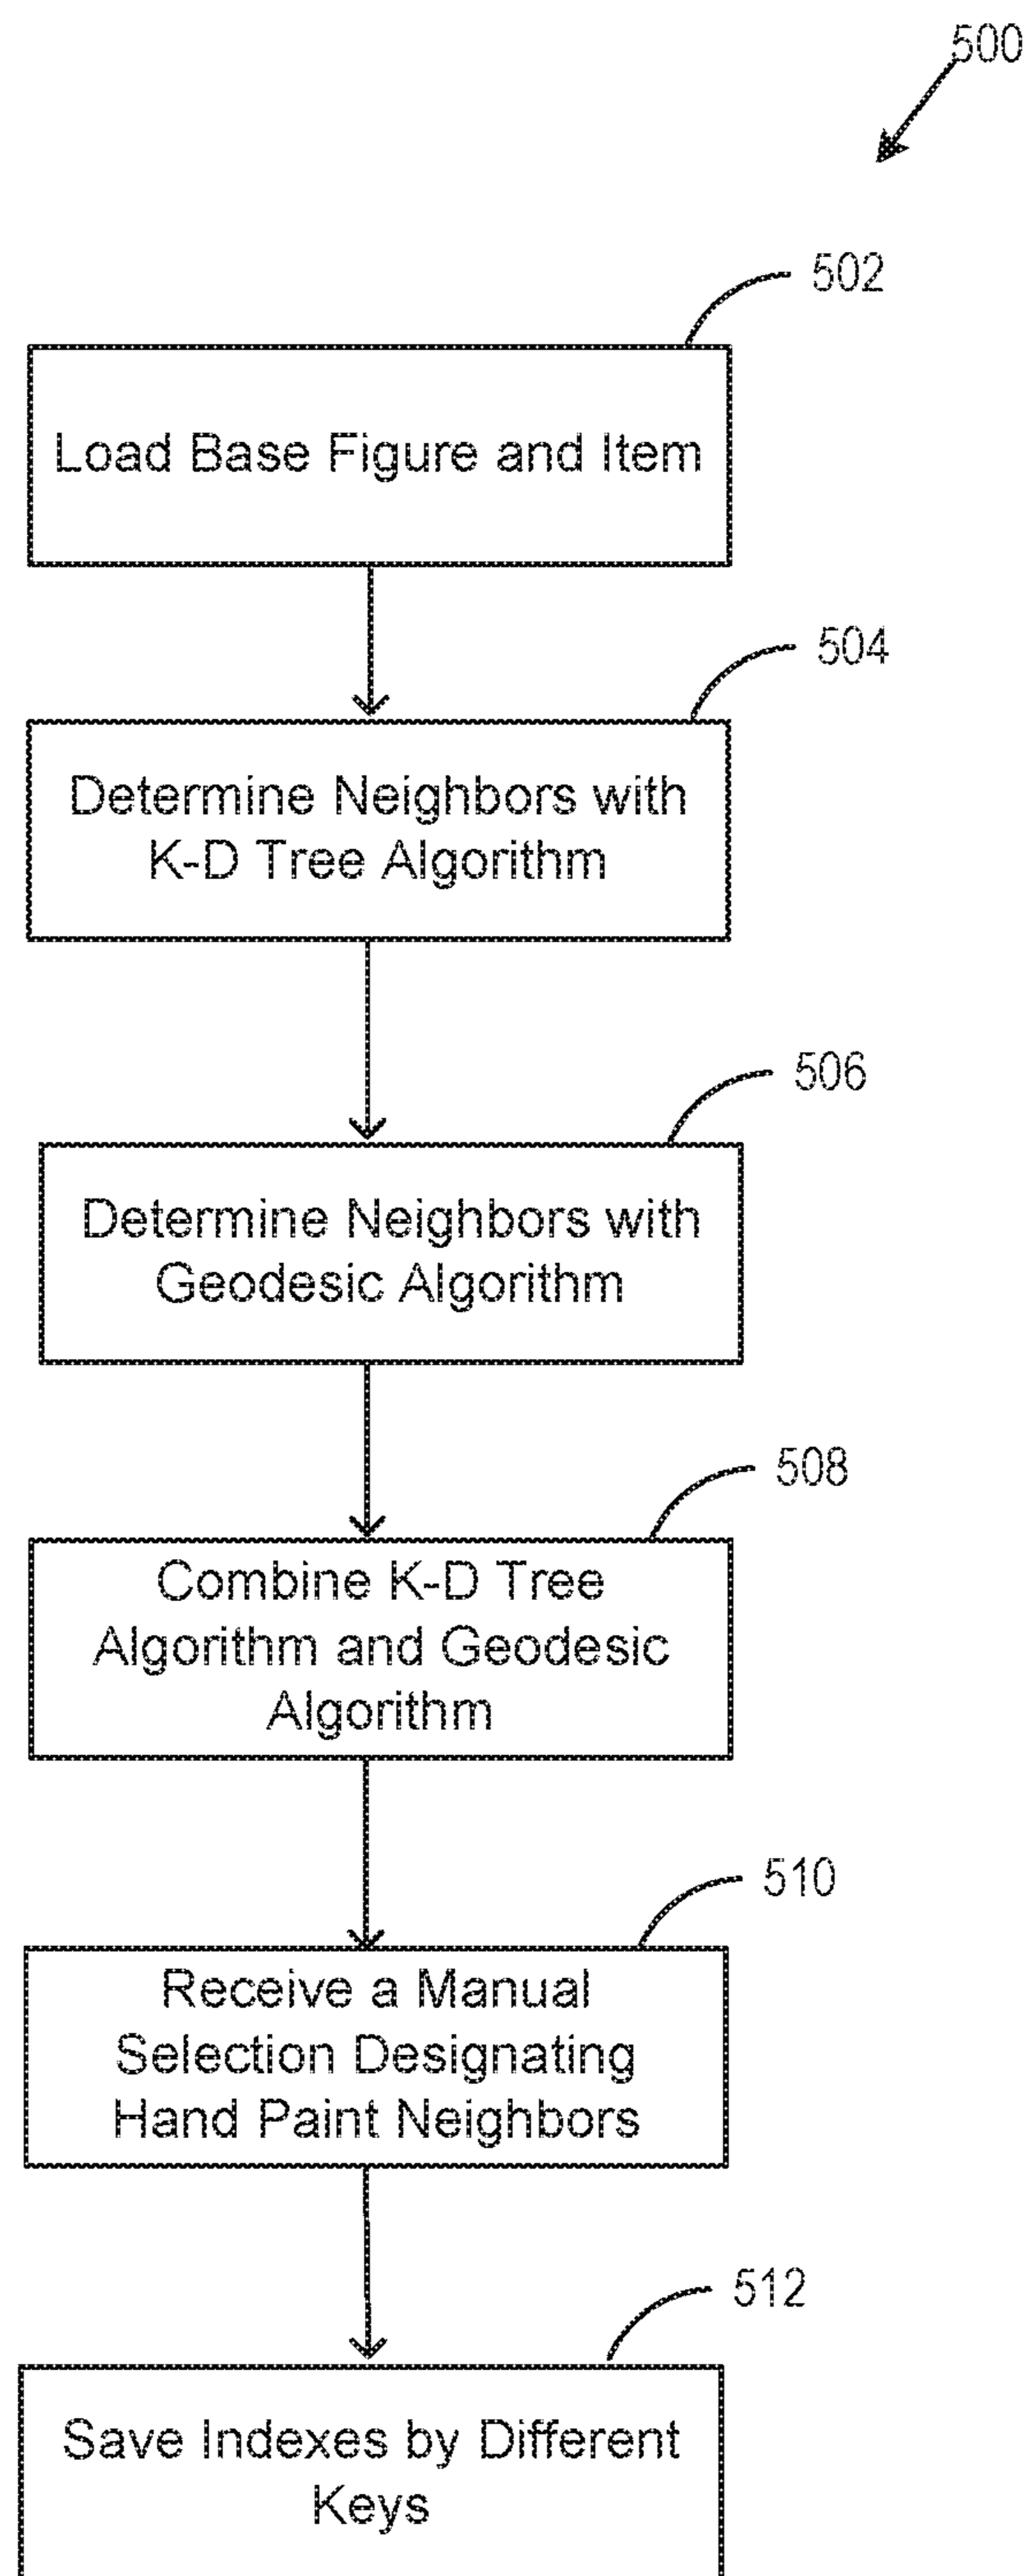 500
502
Load Base Figure and Item
504
Determine Neighbors with
K-D Tree Algorithm
506
Determine Neighbors with
Geodesic Algorithm
508
Combine K-D Tree
Algorithm and Geodesic
Algorithm
510
Receive a Manual
Selection Designating
Hand Paint Neighbors
512
Save Indexes by Different
Keys